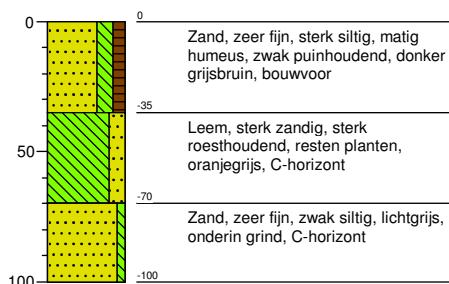 0
0
Zand, zeer fijn, sterk siltig, matig
humeus, zwak puinhoudend, donker
grijsbruin, bouwvoor
-35
Leem, sterk zandig, sterk
roesthoudend, resten planten,
oranjegrijs, C-horizont
50
-70
Zand, zeer fijn, zwak siltig, lichtgrijs,
onderin grind, C-horizont
100
-100